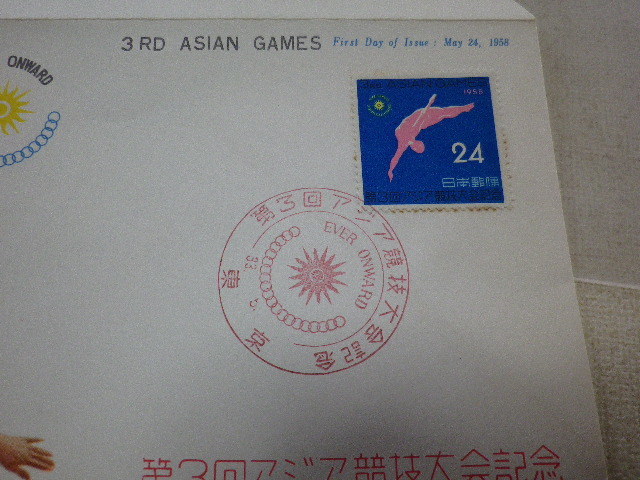 3RD ASIAN GAMES First Day of Issue : May 24, 1958
ONWARD
1958
24
日本郵便
第3回アジア競技大会記念
EVER ONWARD
33
5
東京
第3回アジア競技大会記念